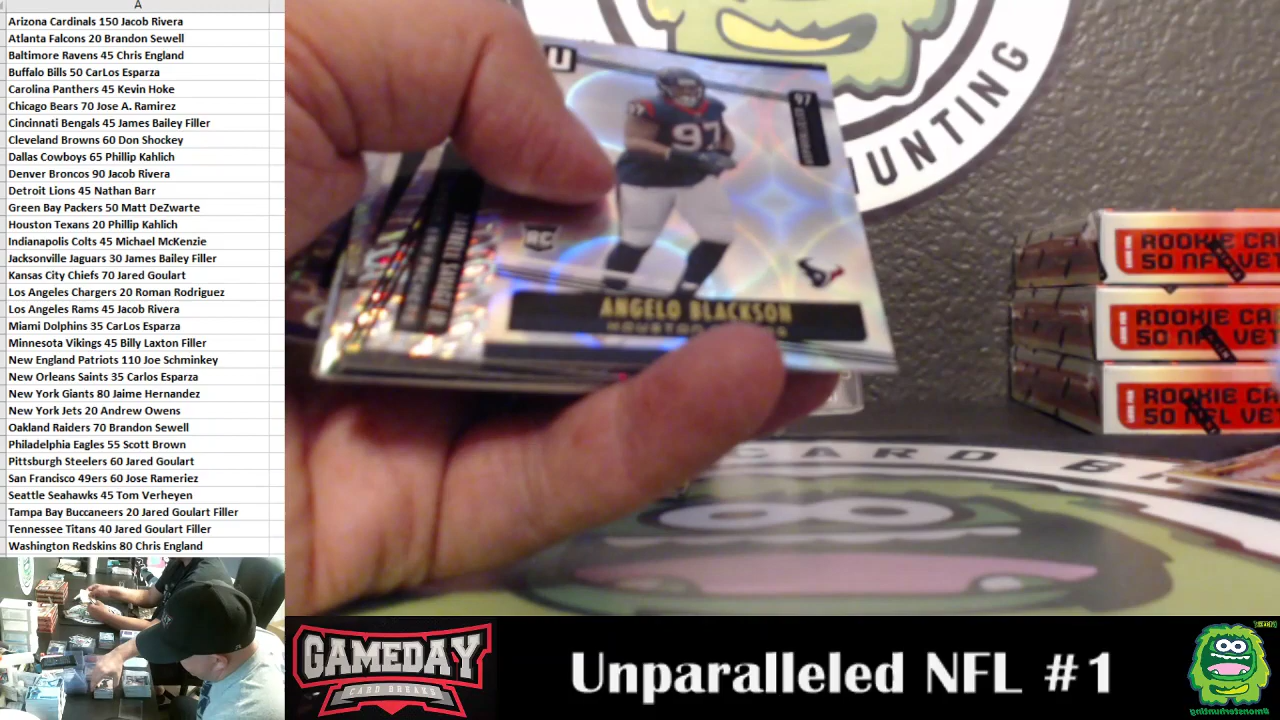 A
Arizona Cardinals 150 Jacob Rivera
Atlanta Falcons 20 Brandon Sewell
Baltimore Ravens 45 Chris England
Buffalo Bills 50 CarLos Esparza
Carolina Panthers 45 Kevin Hoke
Chicago Bears 70 Jose A. Ramirez
Cincinnati Bengals 45 James Bailey Filler
Cleveland Browns 60 Don Shockey
Dallas Cowboys 65 Phillip Kahlich
Denver Broncos 90 Jacob Rivera
Detroit Lions 45 Nathan Barr
Green Bay Packers 50 Matt DeZwarte
Houston Texans 20 Phillip Kahlich
Indianapolis Colts 45 Michael McKenzie
Jacksonville Jaguars 30 James Bailey Filler
Kansas City Chiefs 70 Jared Goulart
Los Angeles Chargers 20 Roman Rodriguez
Los Angeles Rams 45 Jacob Rivera
Miami Dolphins 35 CarLos Esparza
Minnesota Vikings 45 Billy Laxton Filler
New England Patriots 110 Joe Schminkey
New Orleans Saints 35 Carlos Esparza
New York Giants 80 Jaime Hernandez
New York Jets 20 Andrew Owens
Oakland Raiders 70 Brandon Sewell
Philadelphia Eagles 55 Scott Brown
Pittsburgh Steelers 60 Jared Goulart
San Francisco 49ers 60 Jose Rameriez
Seattle Seahawks 45 Tom Verheyen
Tampa Bay Buccaneers 20 Jared Goulart Filler
Tennessee Titans 40 Jared Goulart Filler
Washington Redskins 80 Chris England
U
97
97
RC
ANGELO BLACKSON
HOUSTON
HUNTING
ROOKIE CA
50 NFL VET
ROOKIE CA
50 NFL VET
ROOKIE CA
50 NFL VET
CARD B
GAMEDAY
CARD BREAKS
Unparalleled NFL #1
#monsterhunting